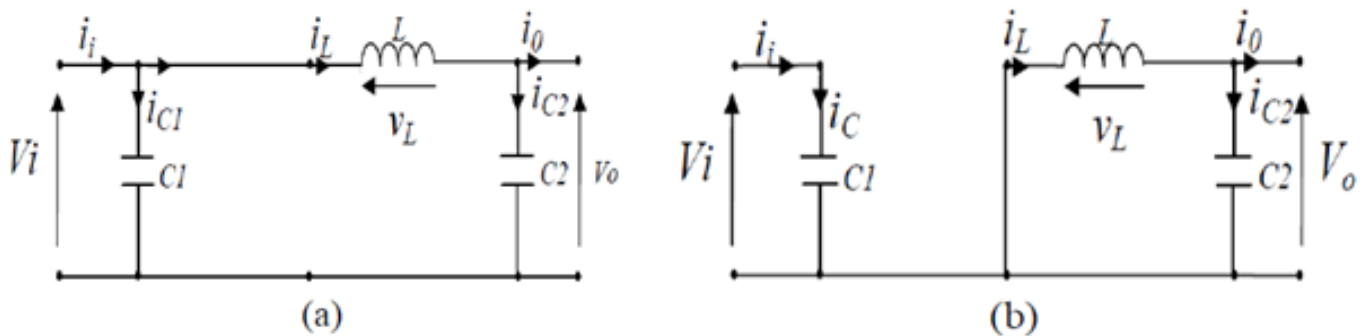 i_i i_L L i_0
i_C1 v_L i_C2
Vi C1 C2 V_o
(a)
i_i i_L L i_0
i_C v_L i_C2
Vi C1 C2 V_o
(b)